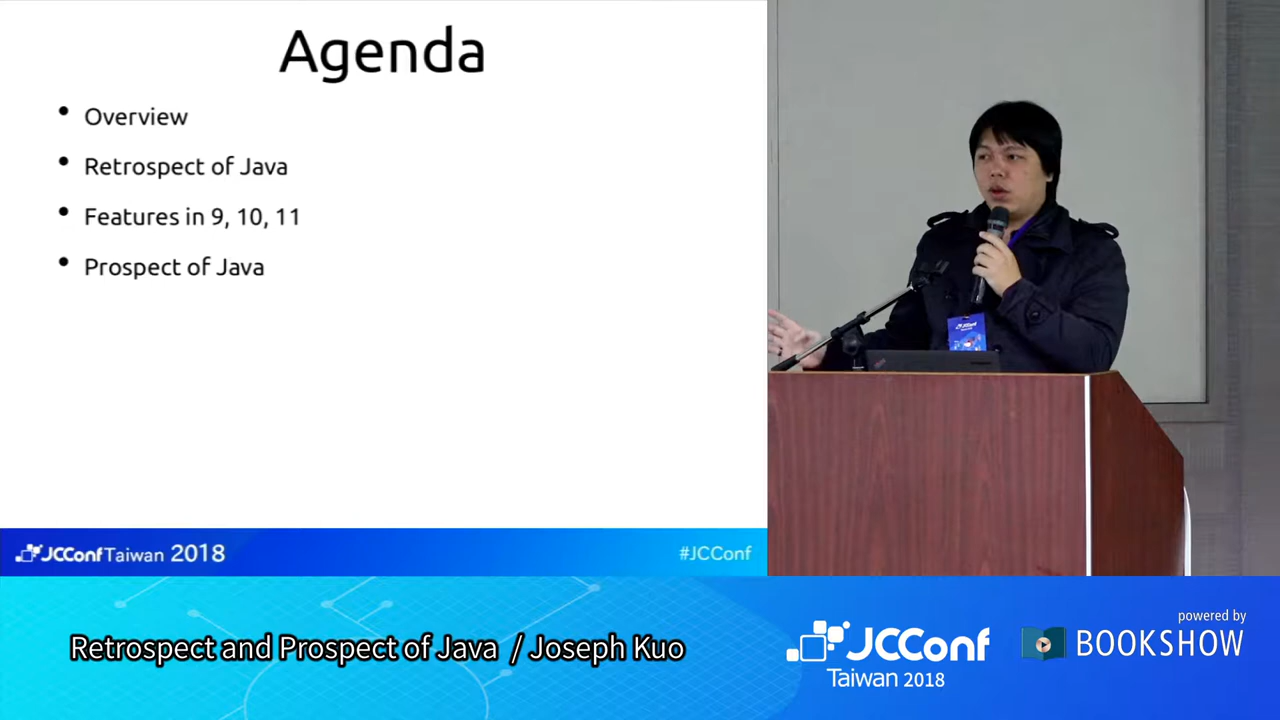 Agenda
• Overview
• Retrospect of Java
• Features in 9, 10, 11
• Prospect of Java
JCConf Taiwan 2018
#JCConf
JCConf
Retrospect and Prospect of Java / Joseph Kuo
JCConf
Taiwan 2018
powered by
BOOKSHOW